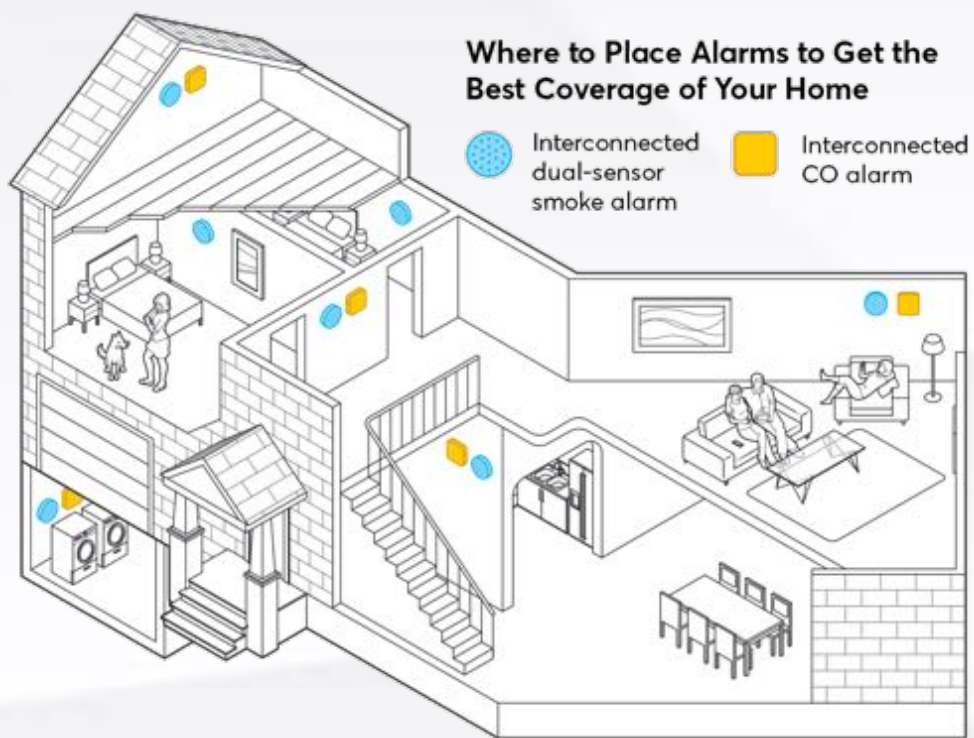 Where to Place Alarms to Get the
Best Coverage of Your Home
Interconnected
dual-sensor
smoke alarm
Interconnected
CO alarm